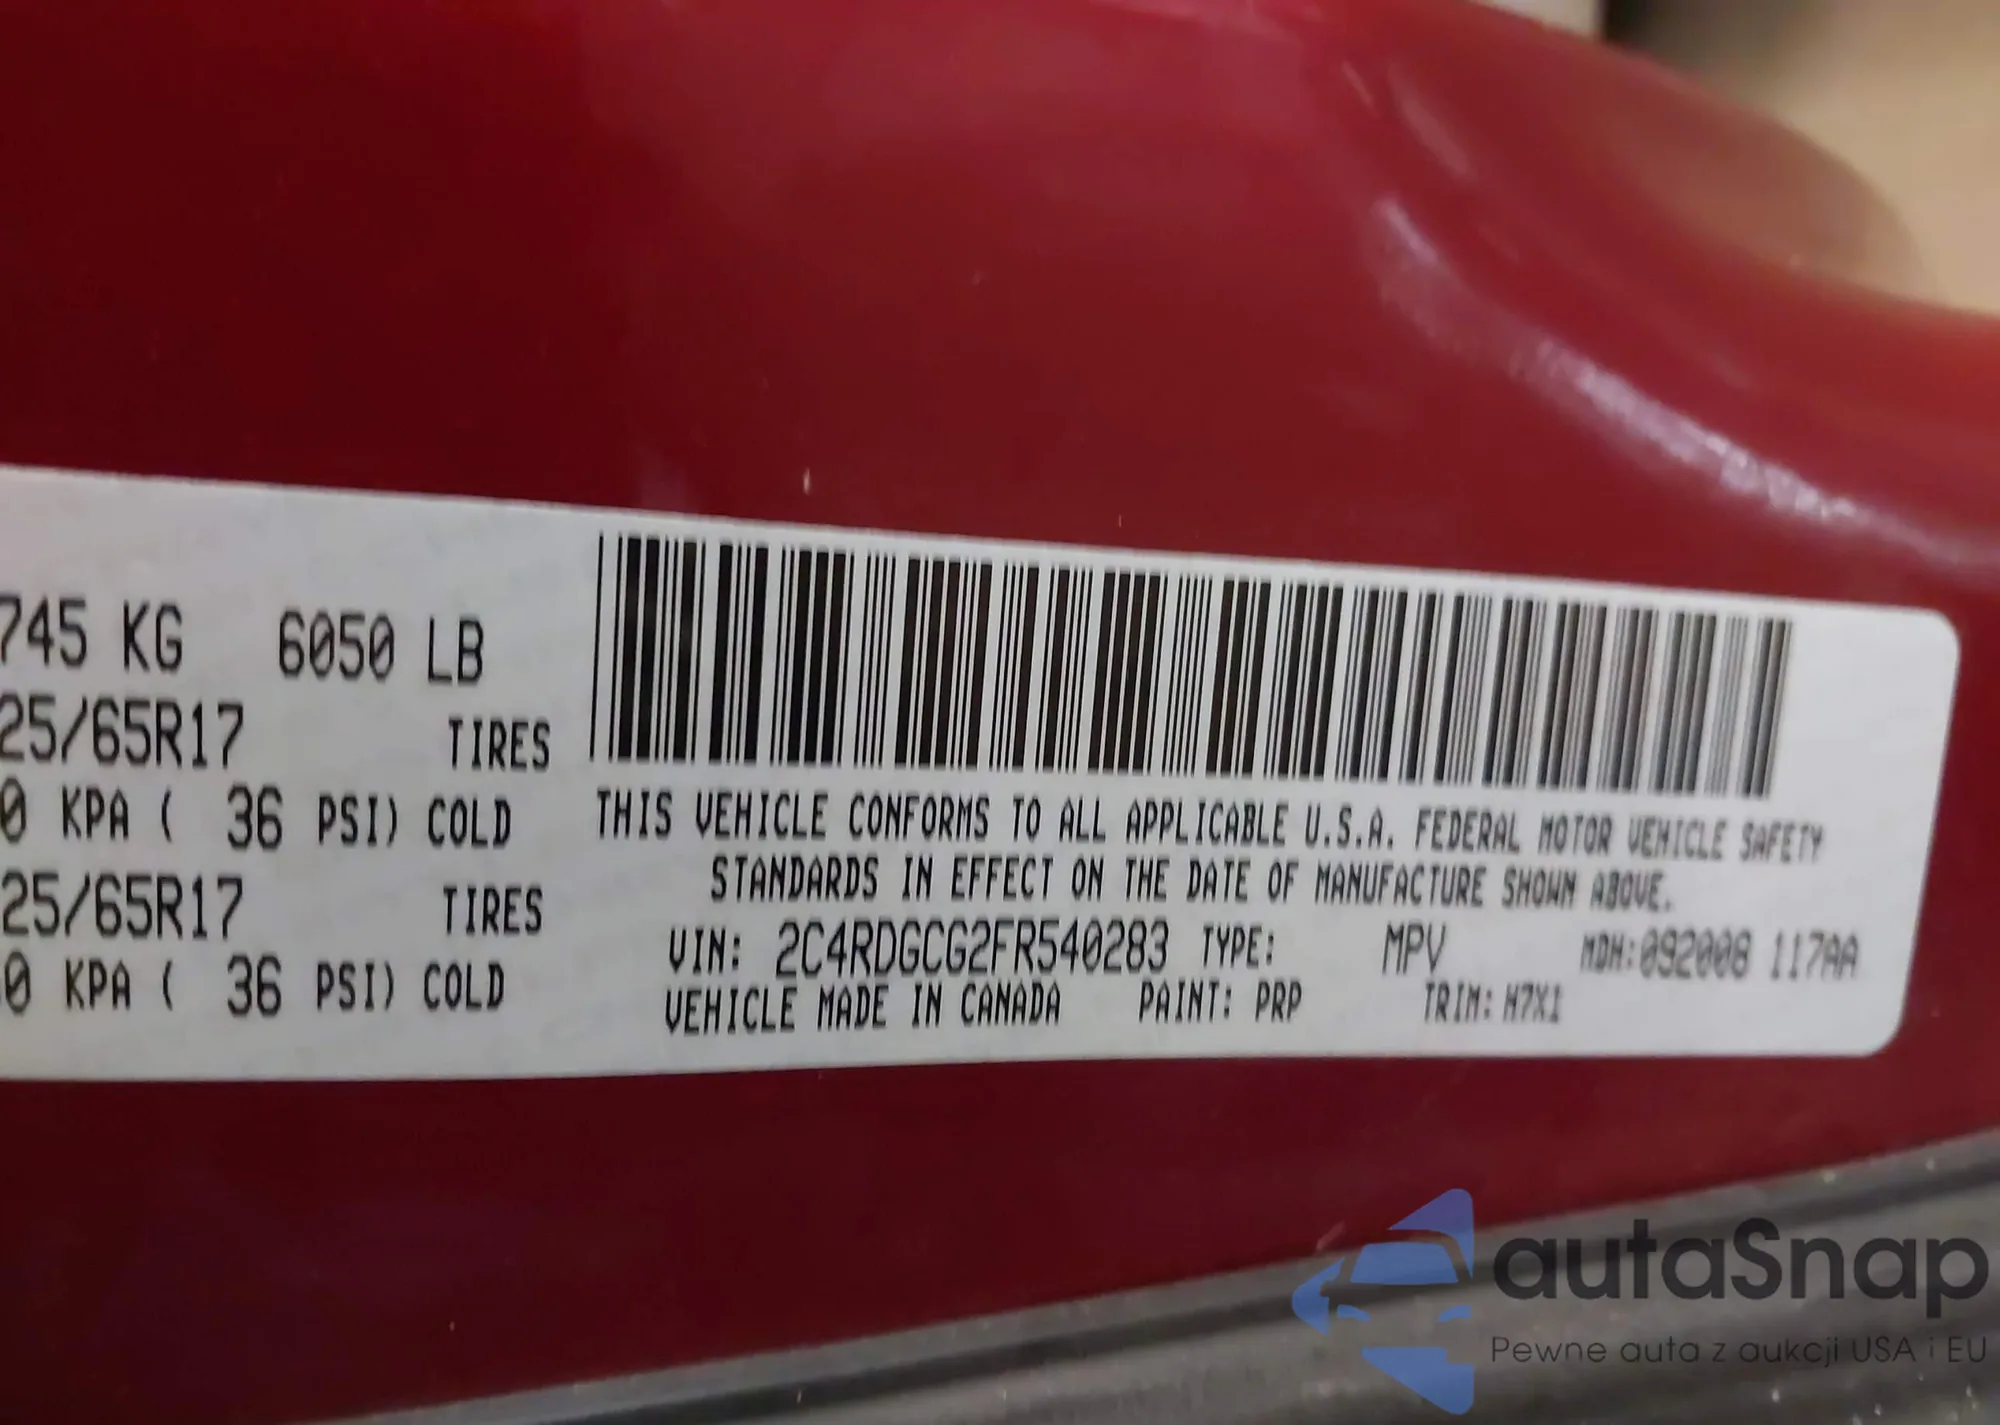 745 KG 6050 LB
25/65R17 TIRES
0 KPA ( 36 PSI) COLD
25/65R17 TIRES
0 KPA ( 36 PSI) COLD
THIS VEHICLE CONFORMS TO ALL APPLICABLE U.S.A. FEDERAL MOTOR VEHICLE SAFETY
STANDARDS IN EFFECT ON THE DATE OF MANUFACTURE SHOWN ABOVE.
VIN: 2C4RDGCG2FR540283 TYPE: MPV MDH:092008 117AA
VEHICLE MADE IN CANADA PAINT: PRP TRIM: H7X1
autaSnap
Pewne auta z aukcji USA i EU